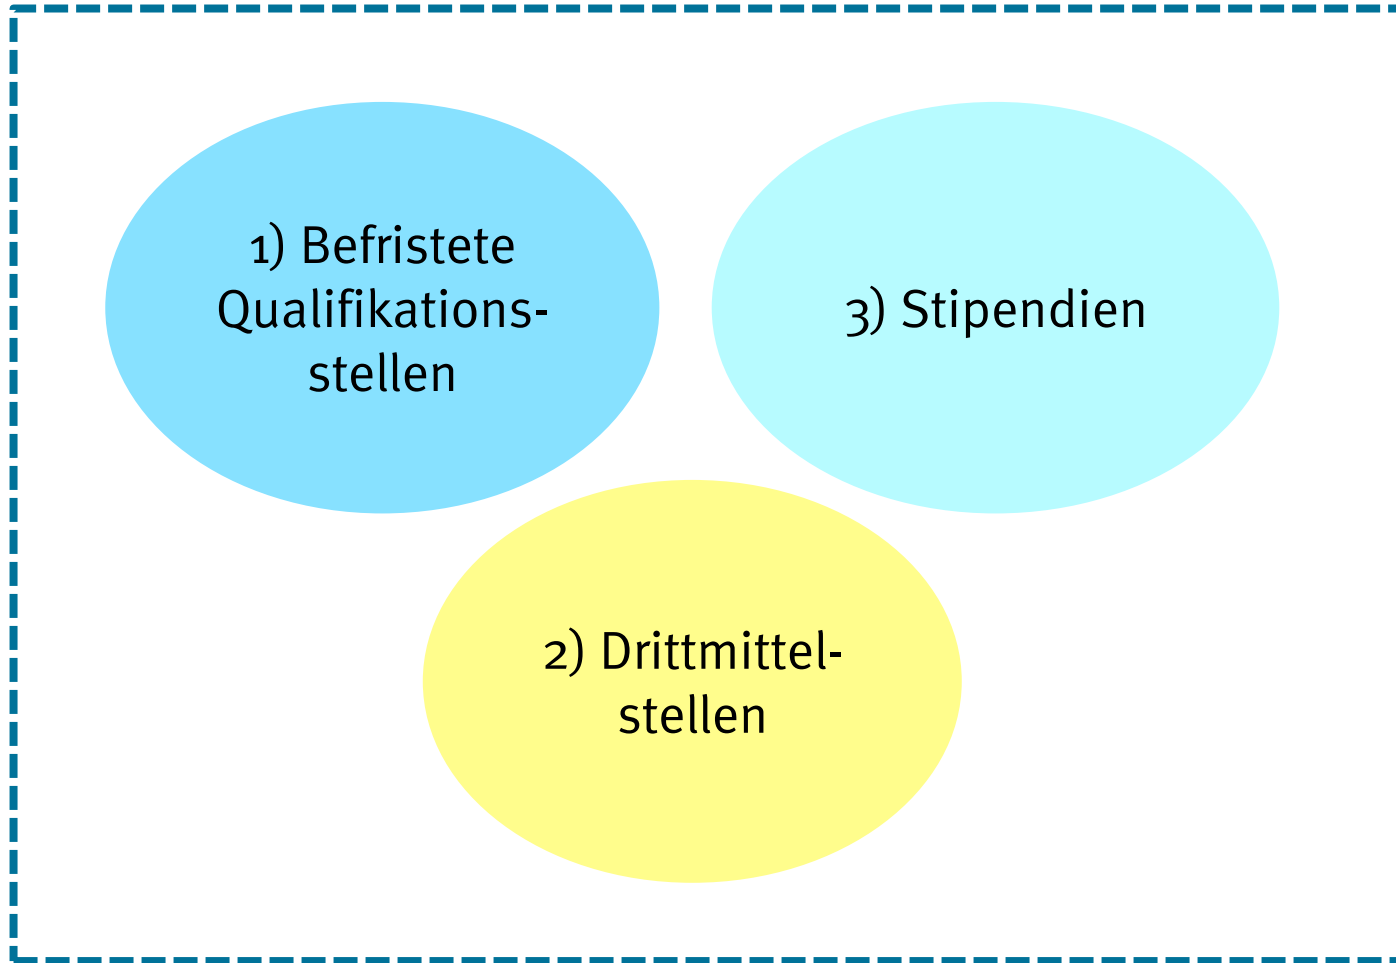 1) Befristete
Qualifikations-
stellen
3) Stipendien
2) Drittmittel-
stellen